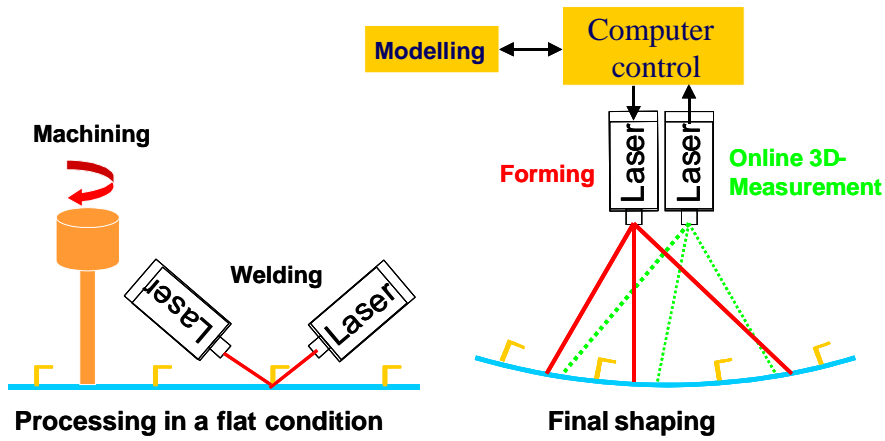 Machining
Welding
Laser
Laser
Processing in a flat condition
Modelling
Computer
control
Forming
Laser
Laser
Online 3D-
Measurement
Final shaping